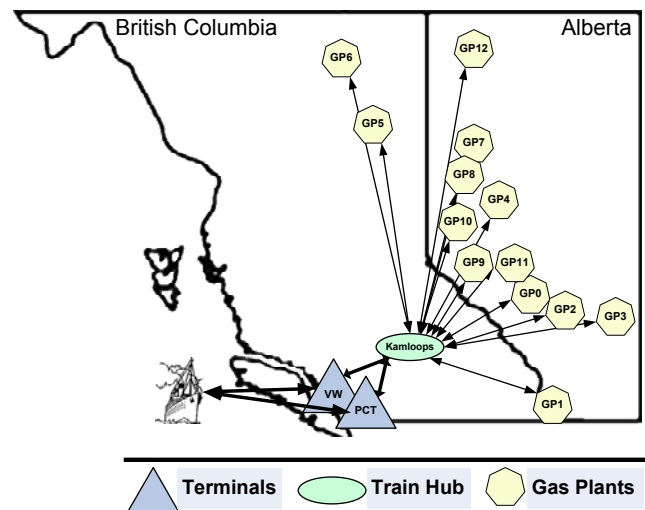 British Columbia
Alberta
GP6
GP12
GP5
GP7
GP8
GP4
GP10
GP9
GP11
GP0
GP2
GP3
Kamloops
VW
PCT
GP1
Terminals
Train Hub
Gas Plants